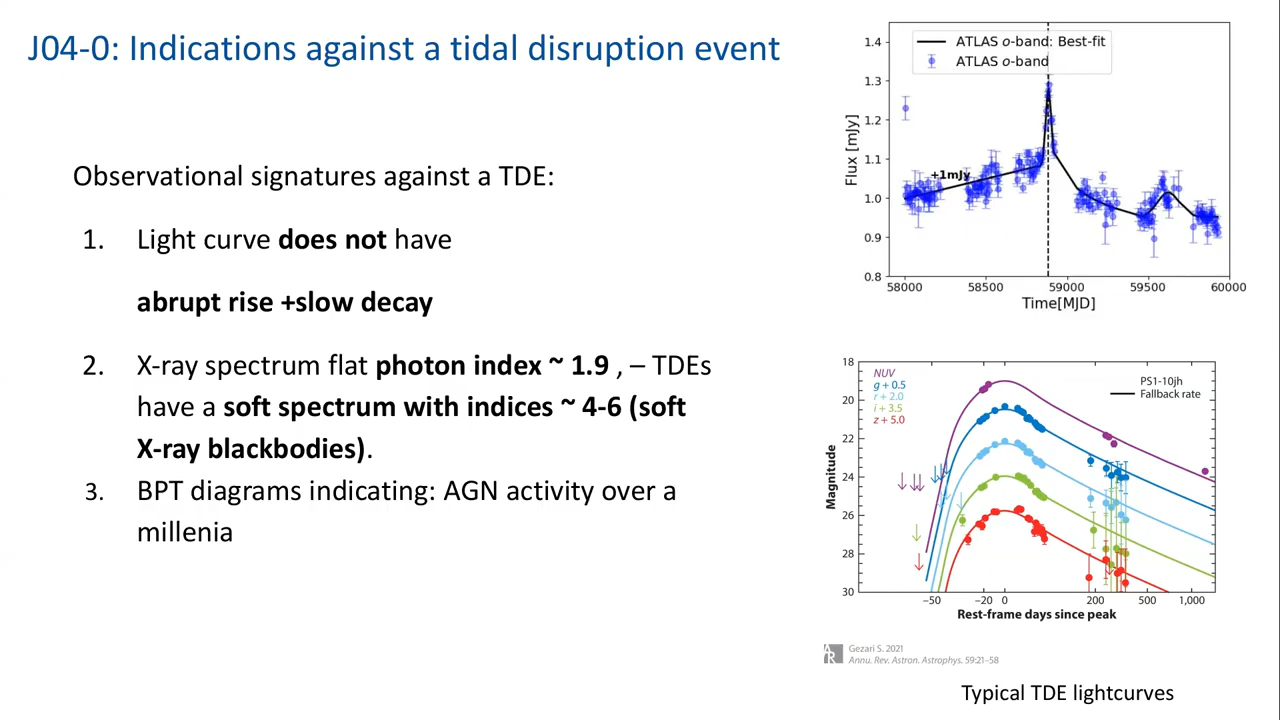 J04-0: Indications against a tidal disruption event
Observational signatures against a TDE:
1. Light curve does not have
abrupt rise +slow decay
2. X-ray spectrum flat photon index ~ 1.9 , – TDEs
have a soft spectrum with indices ~ 4-6 (soft
X-ray blackbodies).
3. BPT diagrams indicating: AGN activity over a
millenia
ATLAS o-band: Best-fit
ATLAS o-band
+1mJy
Flux [mJy]
1.4
1.3
1.2
1.1
1.0
0.9
0.8
58000 58500 59000 59500 60000
Time[MJD]
NUV
g + 0.5
r + 2.0
i + 3.5
z + 5.0
PS1-10jh
Fallback rate
Magnitude
18
20
22
24
26
28
30
–50 –20 0 200 500 1,000
Rest-frame days since peak
AR Gezari S. 2021
Annu. Rev. Astron. Astrophys. 59:21–58
Typical TDE lightcurves